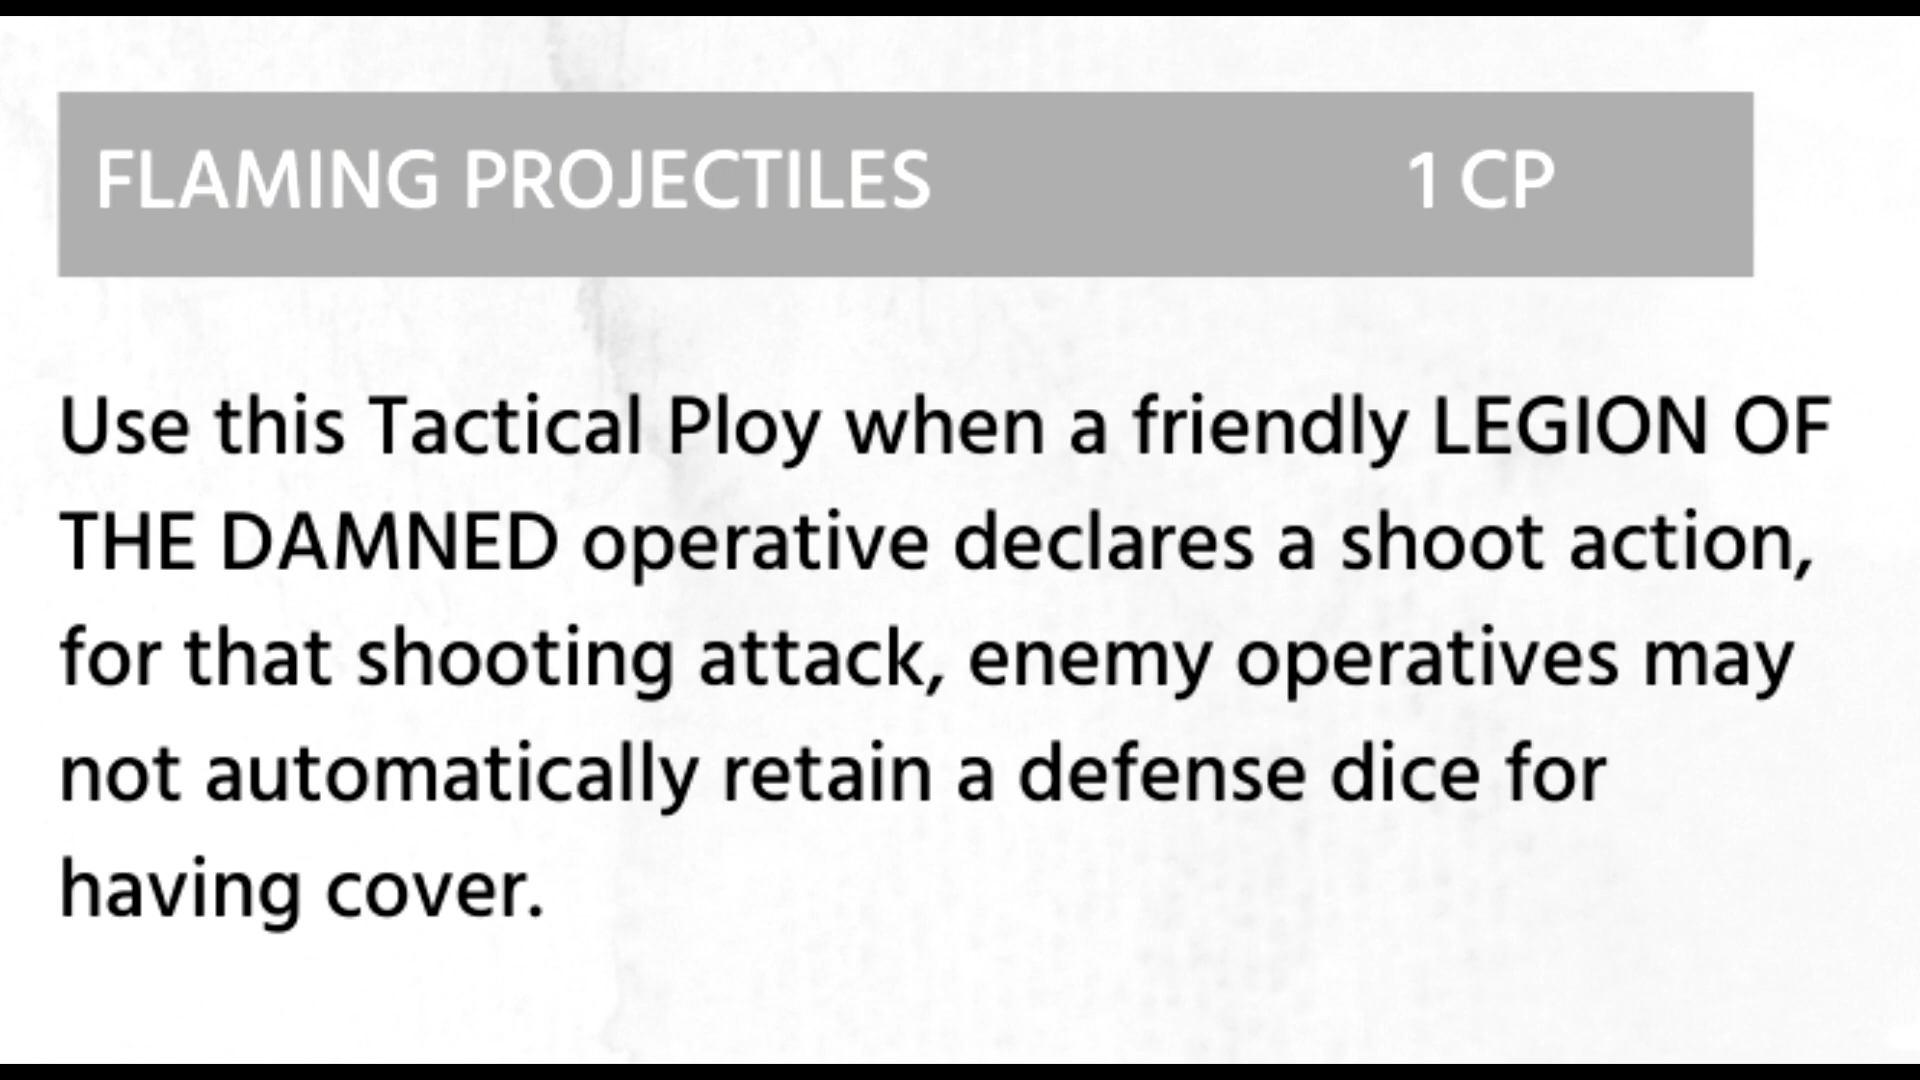 FLAMING PROJECTILES 1 CP
Use this Tactical Ploy when a friendly LEGION OF
THE DAMNED operative declares a shoot action,
for that shooting attack, enemy operatives may
not automatically retain a defense dice for
having cover.